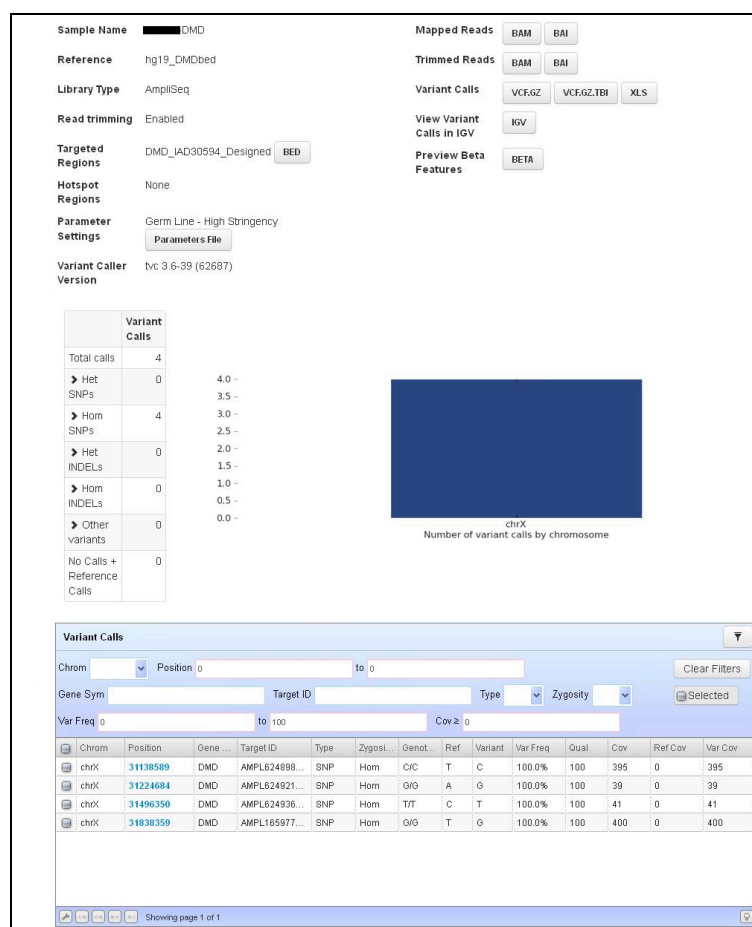 Sample Name -DMD
Reference hg19_DMDbed
Library Type AmpliSeq
Read trimming Enabled
Targeted Regions DMD_IAD30594_Designed BED
Hotspot Regions None
Parameter Settings Germ Line - High Stringency
Parameters File
Variant Caller Version tvc 3.6-39 (62687)
Mapped Reads BAM BAI
Trimmed Reads BAM BAI
Variant Calls VCF.GZ VCF.GZ.TBI XLS
View Variant Calls in IGV IGV
Preview Beta Features BETA
Variant Calls
Total calls 4
Het SNPs 0
Hom SNPs 4
Het INDELs 0
Hom INDELs 0
Other variants 0
No Calls + Reference Calls 0
4.0
3.5
3.0
2.5
2.0
1.5
1.0
0.5
0.0
chrX
Number of variant calls by chromosome
Variant Calls
Chrom Position 0 to 0 Clear Filters
Gene Sym Target ID Type Zygosity Selected
Var Freq 0 to 100 Cov ≥ 0
Chrom Position Gene ... Target ID Type Zygosi... Genot... Ref Variant Var Freq Qual Cov Ref Cov Var Cov
chrX 31138589 DMD AMPL624898... SNP Hom C/C T C 100.0% 100 395 0 395
chrX 31224684 DMD AMPL624921... SNP Hom G/G A G 100.0% 100 39 0 39
chrX 31496350 DMD AMPL624936... SNP Hom T/T C T 100.0% 100 41 0 41
chrX 31838359 DMD AMPL165977... SNP Hom G/G T G 100.0% 100 400 0 400
Showing page 1 of 1